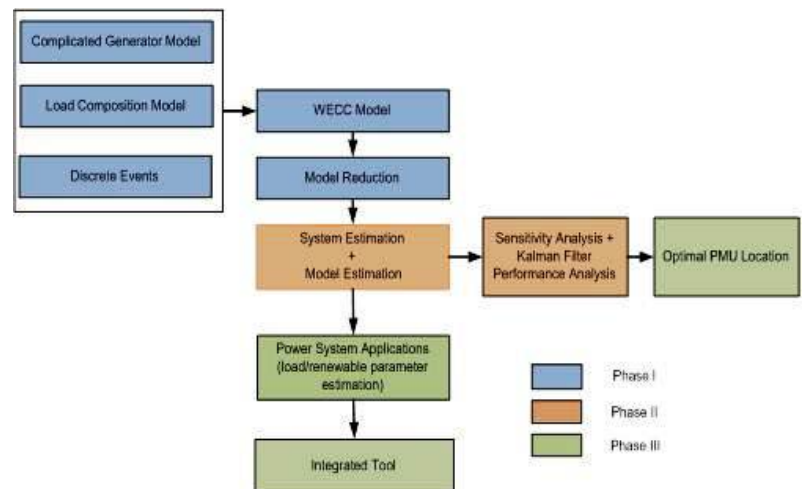 Complicated Generator Model
Load Composition Model
Discrete Events
WECC Model
Model Reduction
System Estimation
+
Model Estimation
Sensitivity Analysis +
Kalman Filter
Performance Analysis
Optimal PMU Location
Power System Applications
(load/renewable parameter
estimation)
Integrated Tool
Phase I
Phase II
Phase III